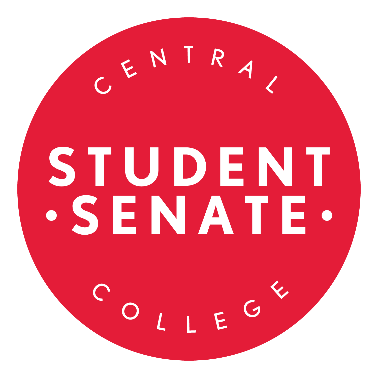 CENTRAL
STUDENT
• SENATE •
COLLEGE